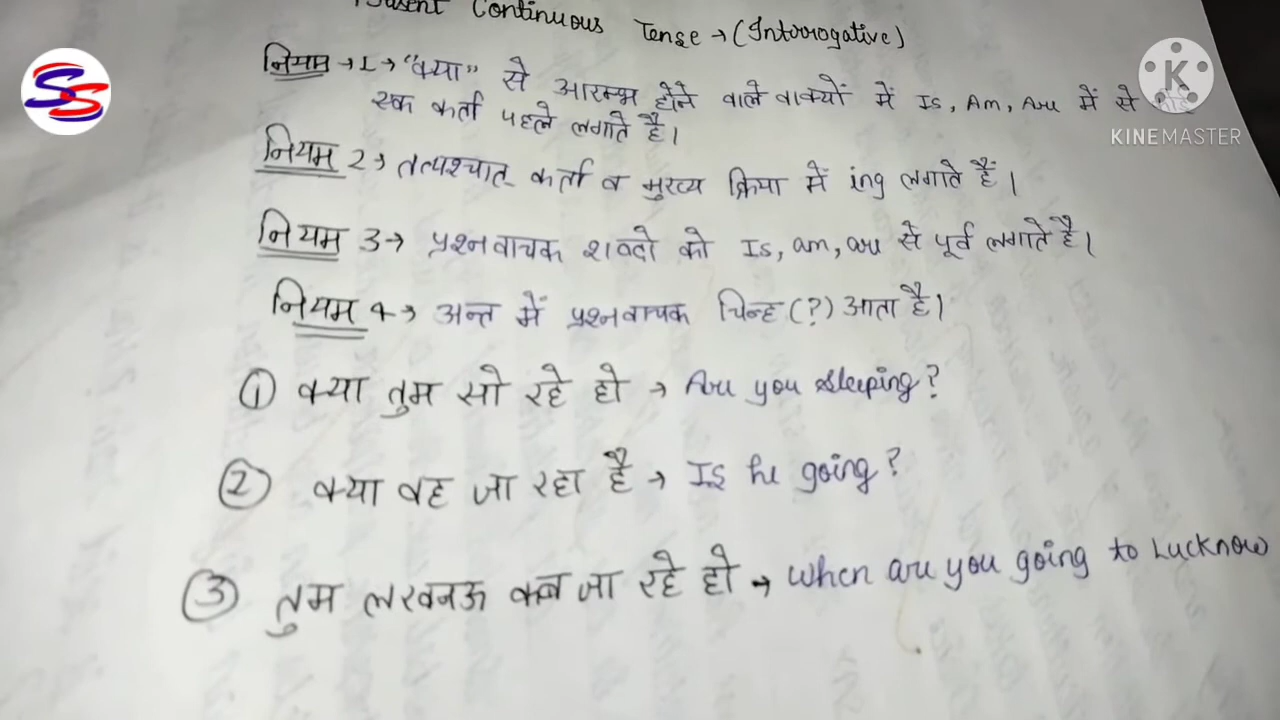 Present Continuous Tense → (Interrogative)
नियम → 1 → "क्या" से आरम्भ होने वाले वाक्यों में Is, Am, Are में से
एक कर्ता पहले लगाते है।
नियम 2 → तत्पश्चात् कर्ता व मुख्य क्रिया में ing लगाते हैं।
नियम 3 → प्रश्नवाचक शब्दो को Is, am, are से पूर्व लगाते है।
नियम 4 → अन्त में प्रश्नवाचक चिन्ह (?) आता है।
① क्या तुम सो रहे हो → Are you sleeping?
② क्या वह जा रहा है → Is he going?
③ तुम लखनऊ कब जा रहे हो → When are you going to Lucknow
SS
K
KINEMASTER